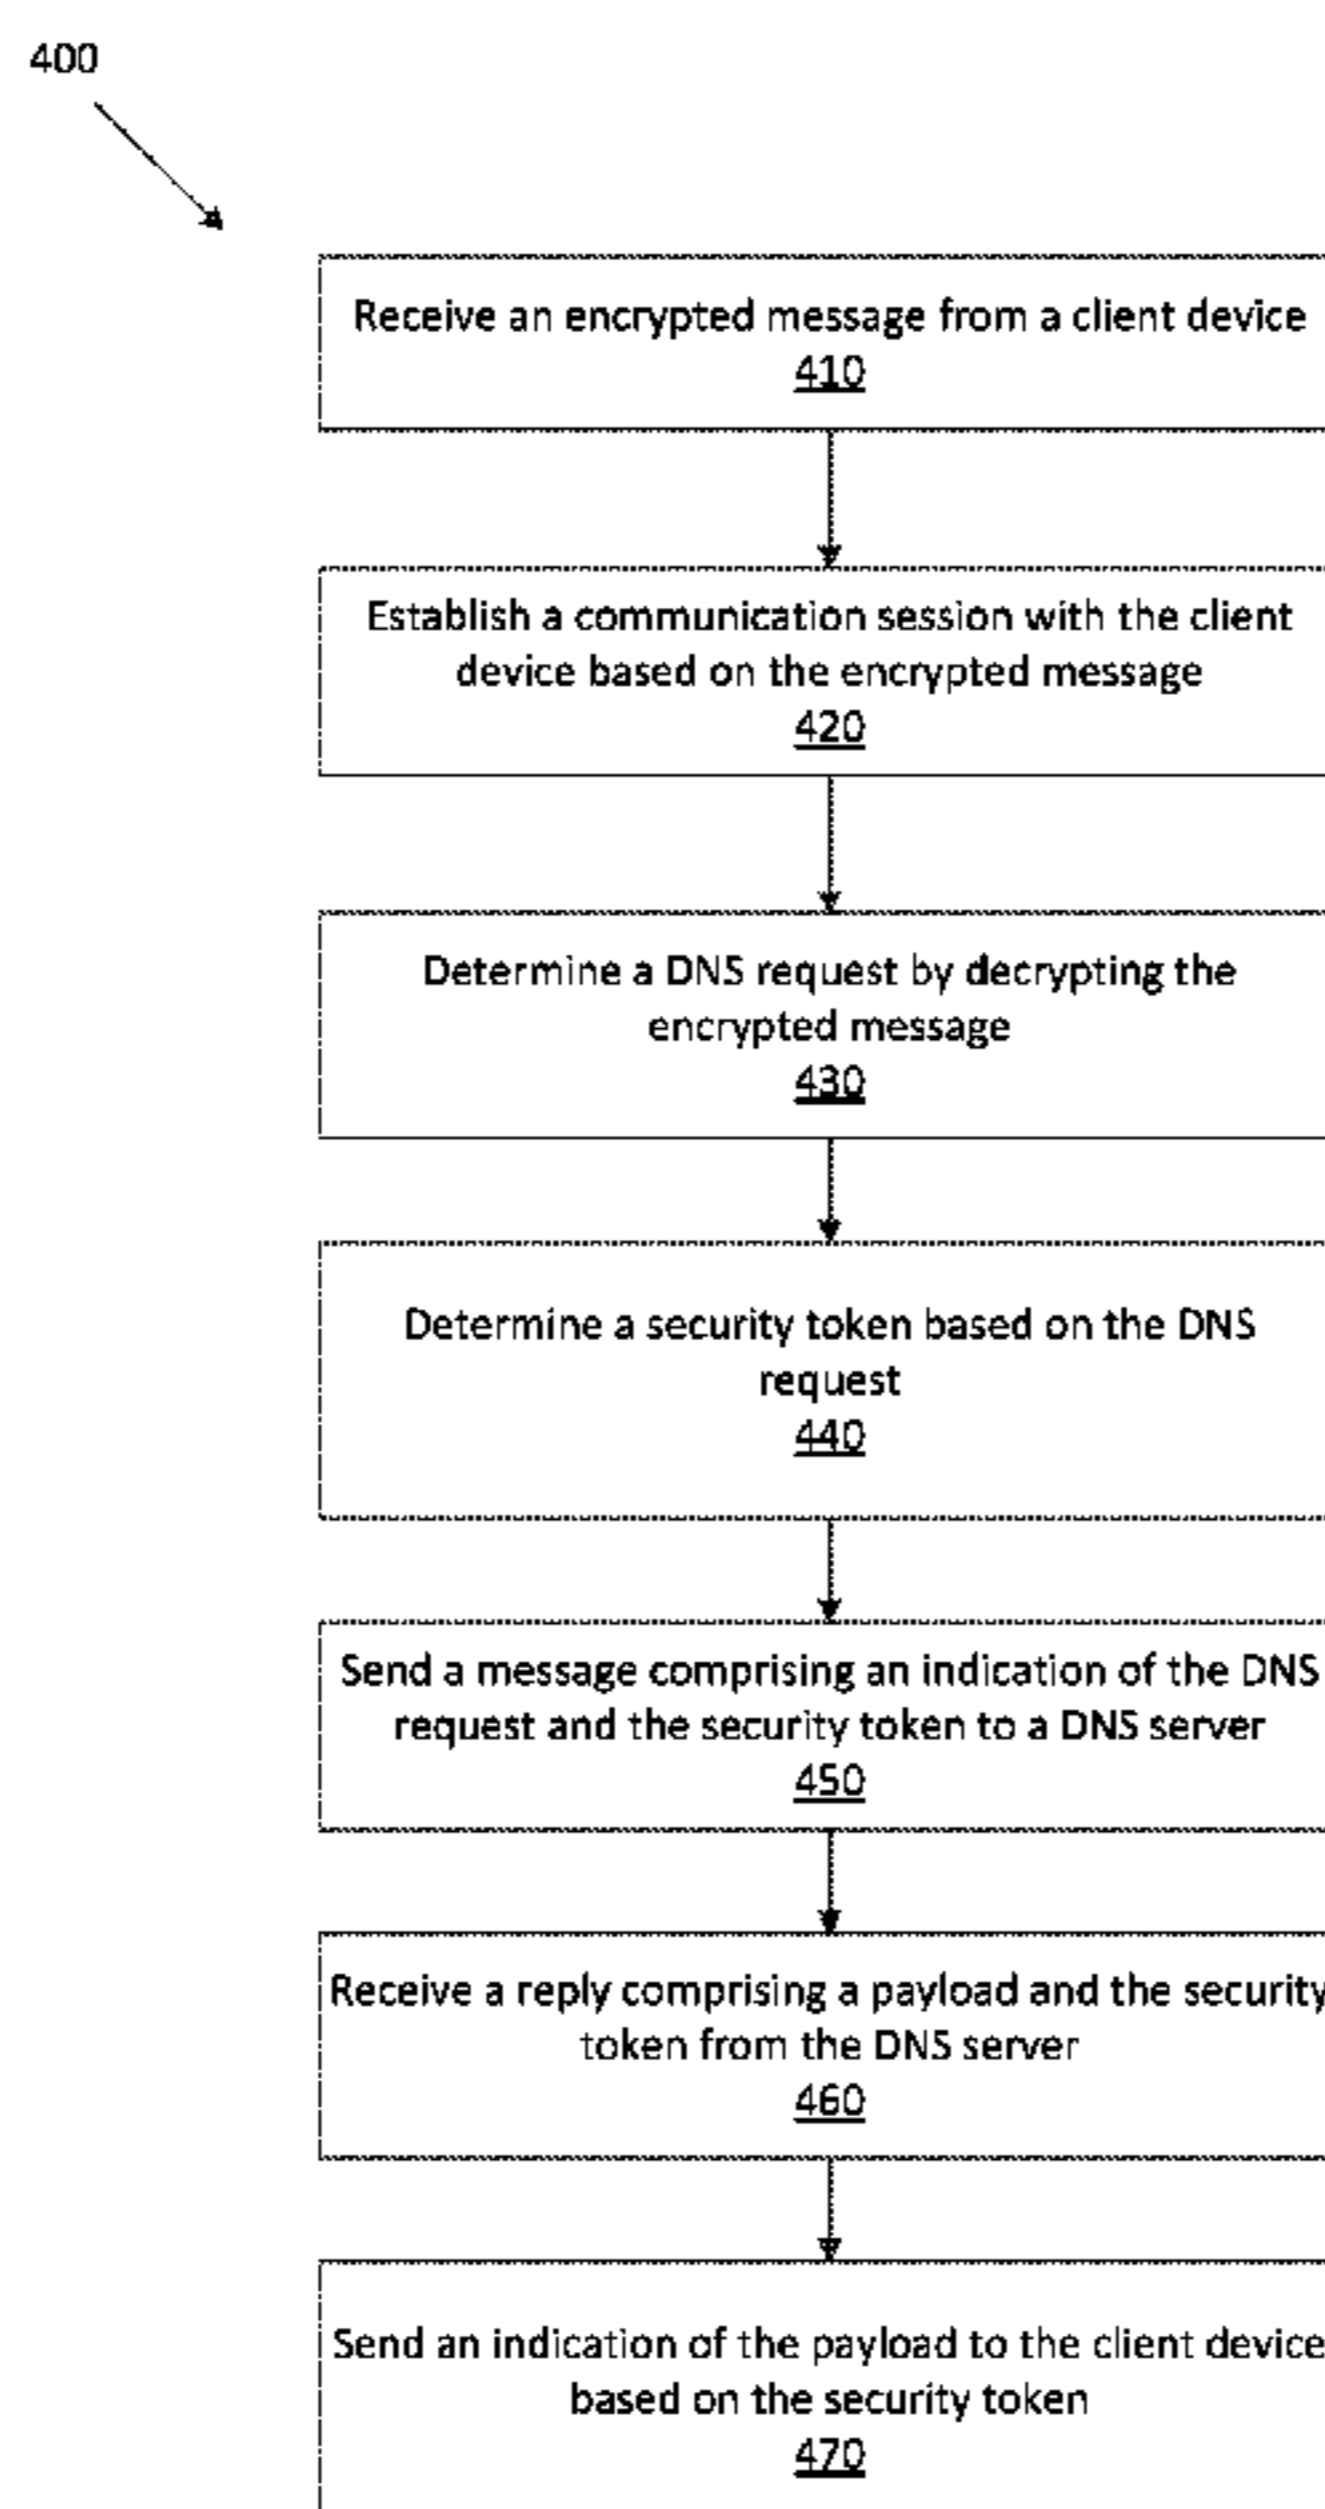 400
Receive an encrypted message from a client device
410
Establish a communication session with the client
device based on the encrypted message
420
Determine a DNS request by decrypting the
encrypted message
430
Determine a security token based on the DNS
request
440
Send a message comprising an indication of the DNS
request and the security token to a DNS server
450
Receive a reply comprising a payload and the security
token from the DNS server
460
Send an indication of the payload to the client device
based on the security token
470